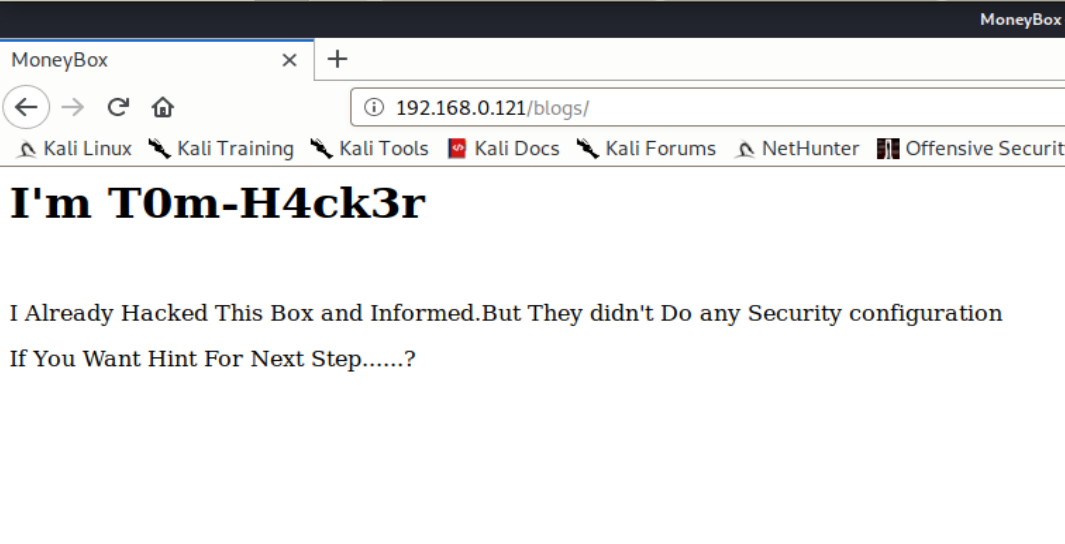 MoneyBox
MoneyBox
192.168.0.121/blogs/
Kali Linux Kali Training Kali Tools Kali Docs Kali Forums NetHunter Offensive Securit
I'm T0m-H4ck3r
I Already Hacked This Box and Informed.But They didn't Do any Security configuration
If You Want Hint For Next Step......?